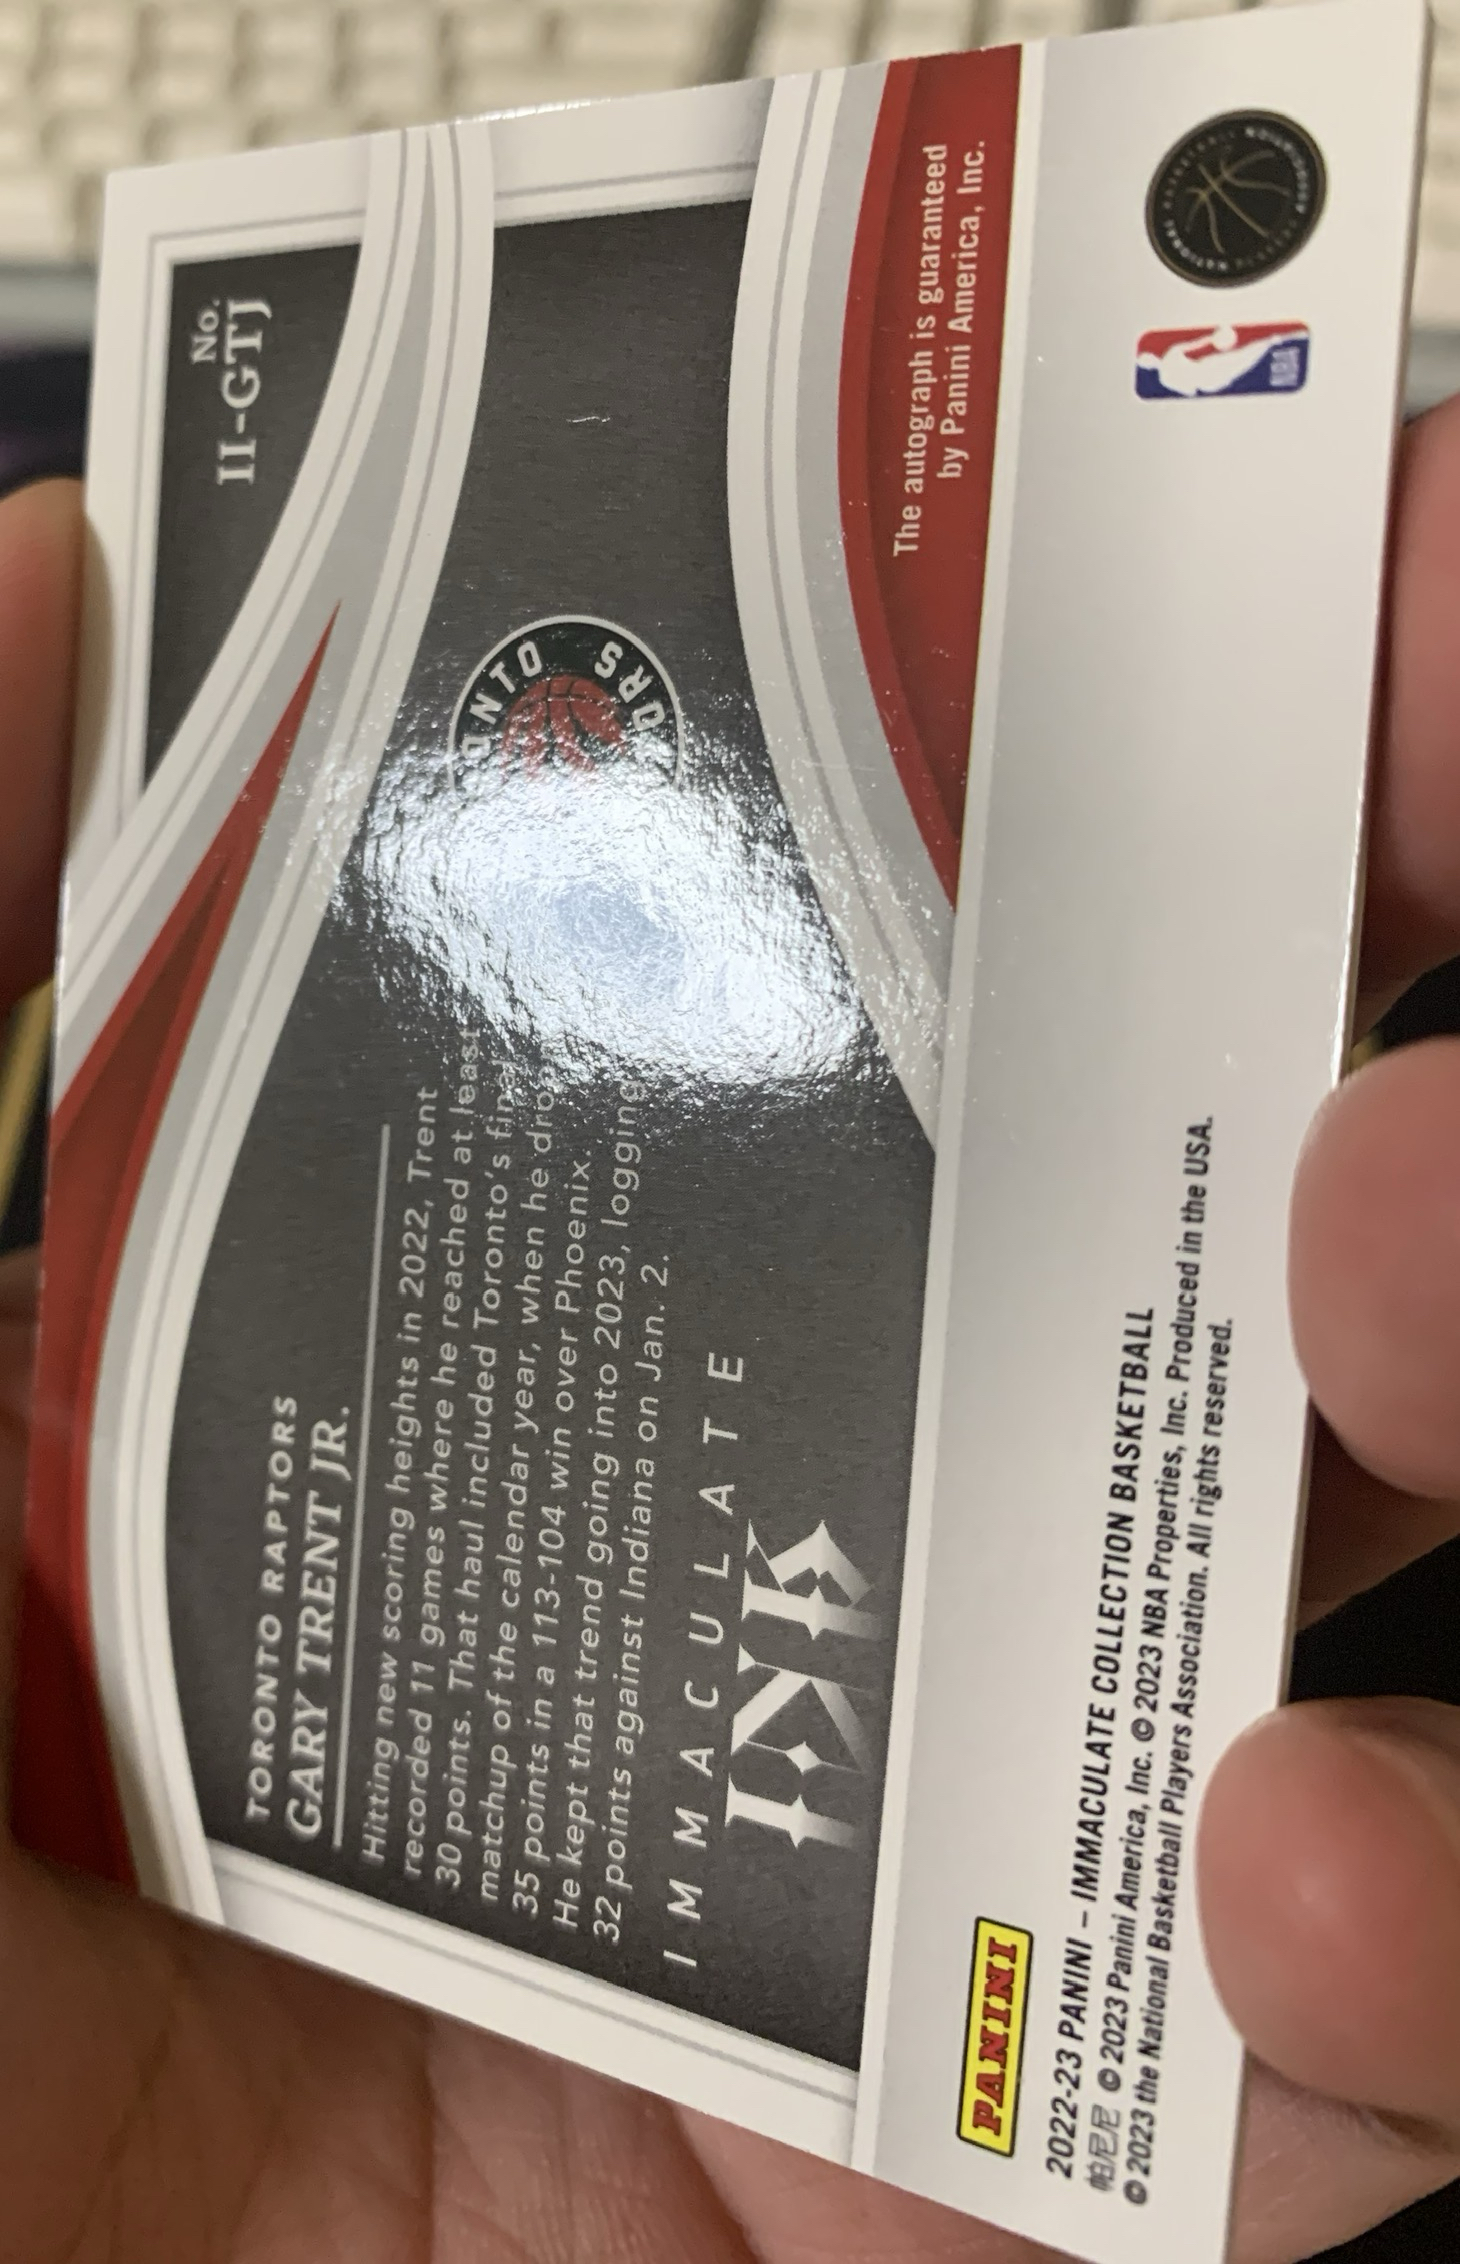 No.
II-GTJ
TORONTO RAPTORS
GARY TRENT JR.
Hitting new scoring heights in 2022, Trent
recorded 11 games where he reached at least
30 points. That haul included Toronto's final
matchup of the calendar year, when he
35 points in a 113-104 win over Phoenix.
He kept that trend going into 2023, logging
32 points against Indiana on Jan. 2.
IMMACULATE
INK
The autograph is guaranteed
by Panini America, Inc.
PANINI
2022-23 PANINI – IMMACULATE COLLECTION BASKETBALL
帕尼尼 © 2023 Panini America, Inc. © 2023 NBA Properties, Inc. Produced in the USA.
© 2023 the National Basketball Players Association. All rights reserved.
NBA